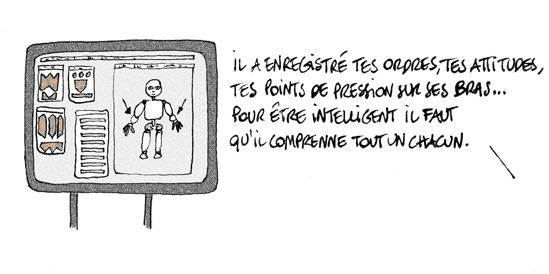 iL A ENREGISTRÉ TES ORDRES, TES ATTITUDES,
TES POINTS DE PRESSION SUR SES BRAS...
POUR ÊTRE INTELLIGENT IL FAUT
QU'IL COMPRENNE TOUT UN CHACUN.